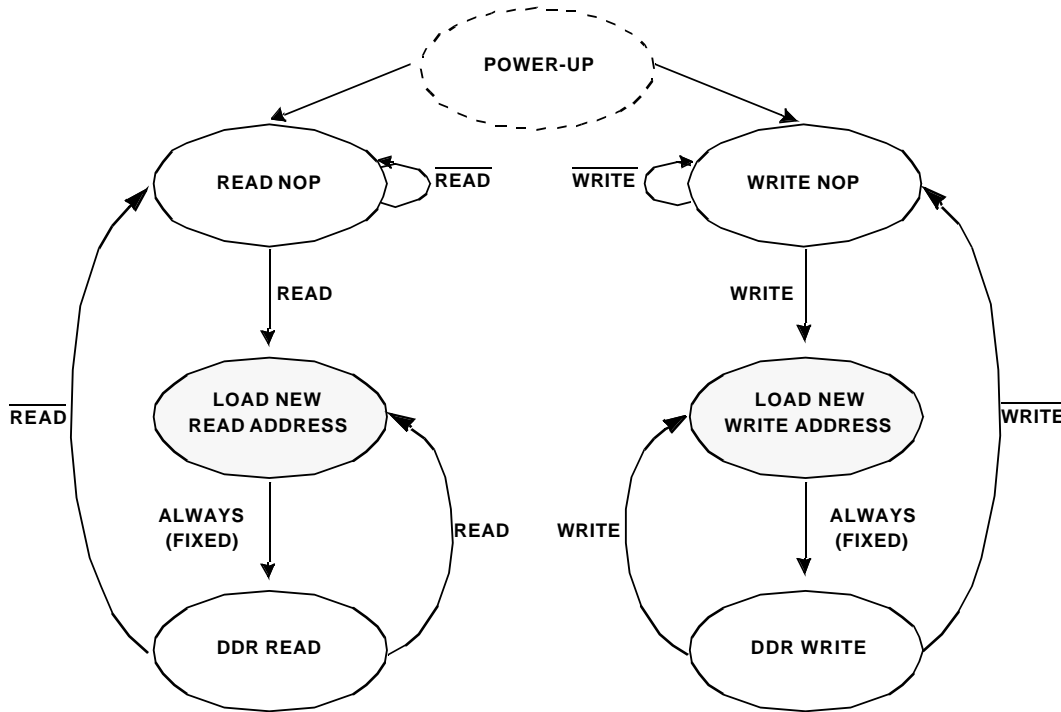 POWER-UP
READ NOP
READ
WRITE
WRITE NOP
READ
WRITE
LOAD NEW
READ ADDRESS
LOAD NEW
WRITE ADDRESS
READ
WRITE
ALWAYS
(FIXED)
READ
WRITE
ALWAYS
(FIXED)
DDR READ
DDR WRITE